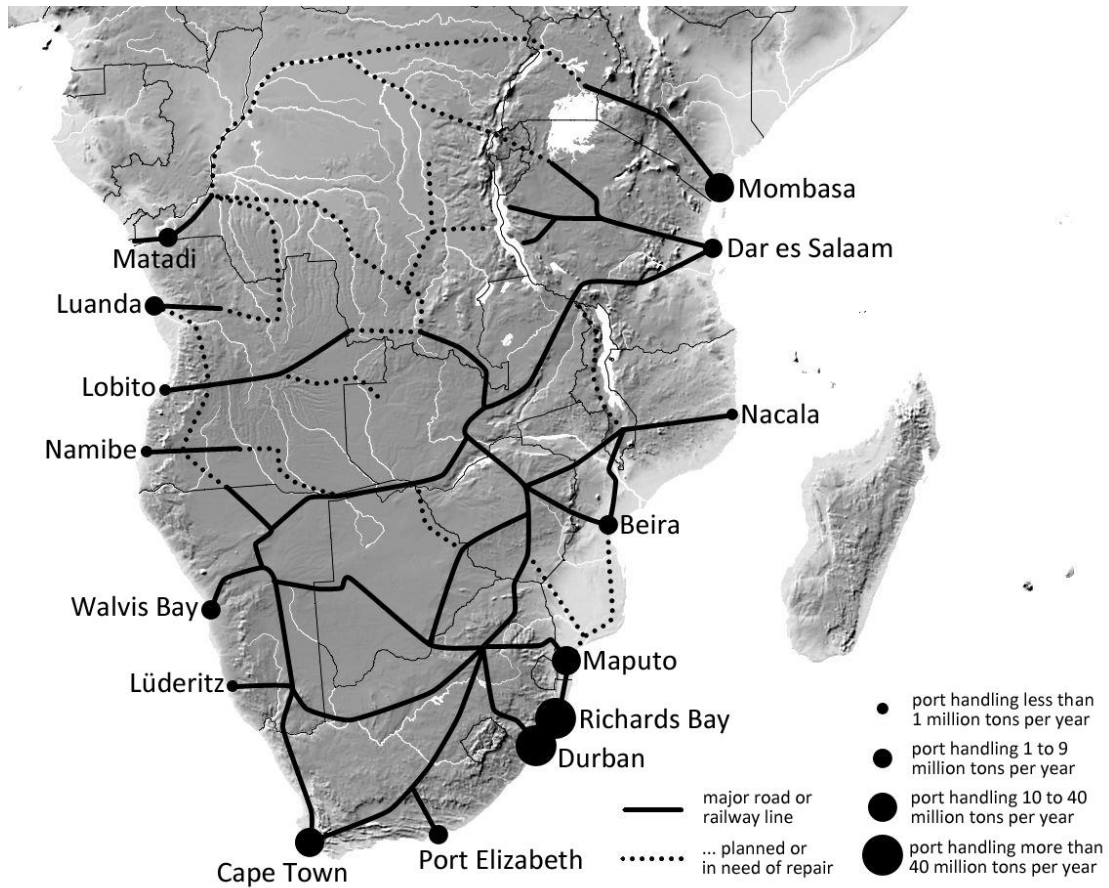 Mombasa
Dar es Salaam
Matadi
Luanda
Lobito
Nacala
Namibe
Beira
Walvis Bay
Maputo
Lüderitz
Richards Bay
Durban
Cape Town
Port Elizabeth
major road or
railway line
... planned or
in need of repair
port handling less than
1 million tons per year
port handling 1 to 9
million tons per year
port handling 10 to 40
million tons per year
port handling more than
40 million tons per year